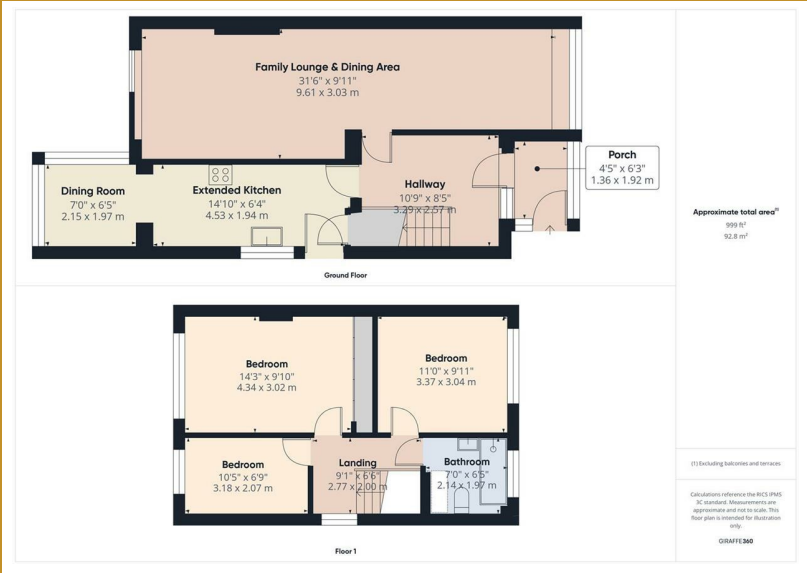 Family Lounge & Dining Area
31'6" x 9'11"
9.61 x 3.03 m
Porch
4'5" x 6'3"
1.36 x 1.92 m
Dining Room
7'0" x 6'5"
2.15 x 1.97 m
Extended Kitchen
14'10" x 6'4"
4.53 x 1.94 m
Hallway
10'9" x 8'5"
3.29 x 2.57 m
Ground Floor
Bedroom
14'3" x 9'10"
4.34 x 3.02 m
Bedroom
11'0" x 9'11"
3.37 x 3.04 m
Bedroom
10'5" x 6'9"
3.18 x 2.07 m
Landing
9'1" x 6'6"
2.77 x 2.00 m
Bathroom
7'0" x 6'5"
2.14 x 1.97 m
Floor 1
Approximate total area⁽¹⁾
999 ft²
92.8 m²
(1) Excluding balconies and terraces
Calculations reference the RICS IPMS
3C standard. Measurements are
approximate and not to scale. This
floor plan is intended for illustration
only.
GIRAFFE360